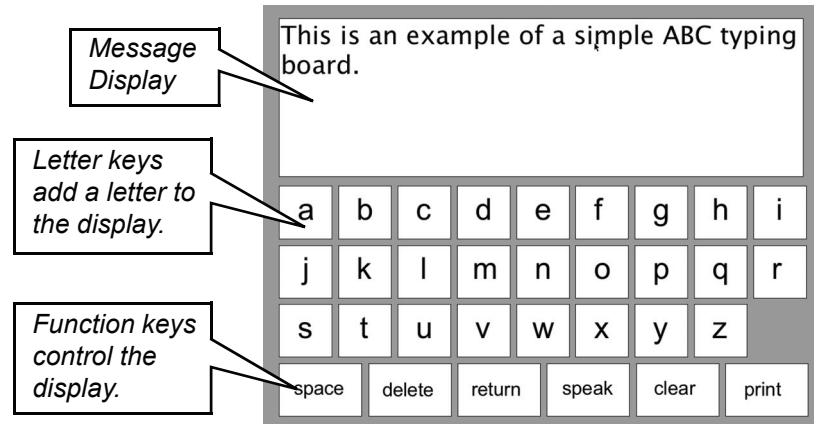 Message
Display
This is an example of a simple ABC typing
board.
Letter keys
add a letter to
the display.
a b c d e f g h i
j k l m n o p q r
s t u v w x y z
Function keys
control the
display.
space delete return speak clear print